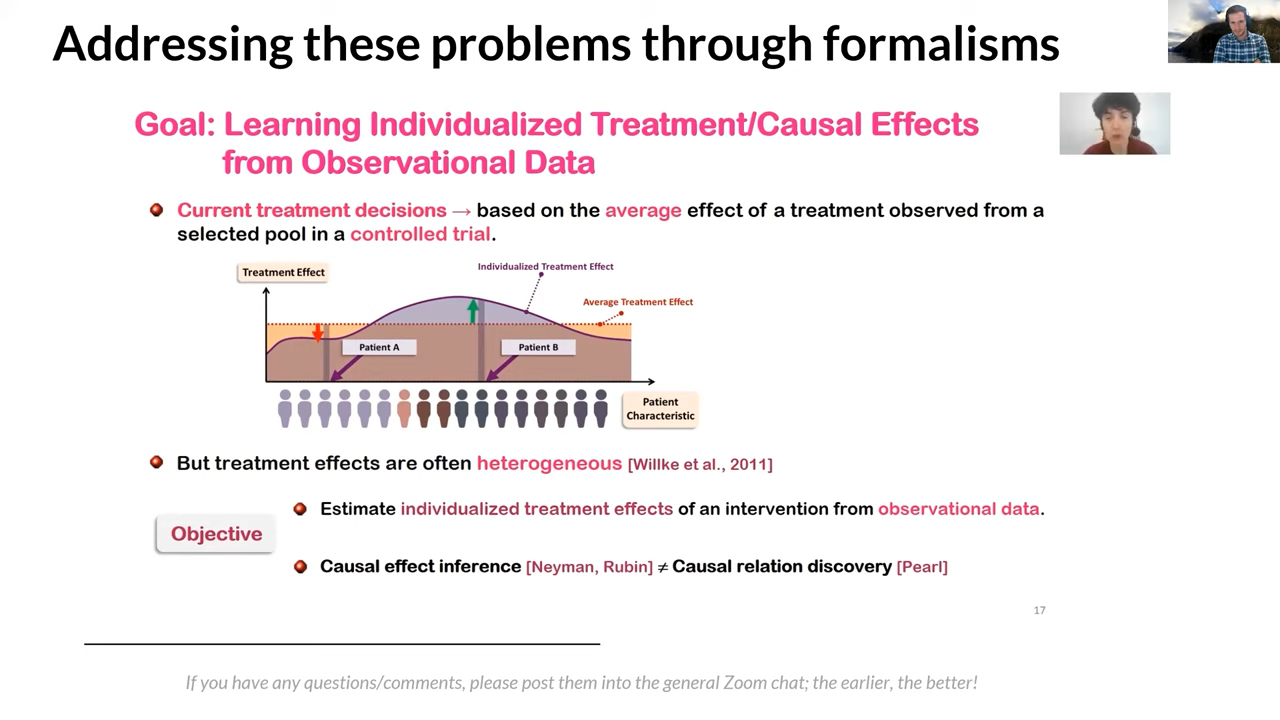 Addressing these problems through formalisms
Goal: Learning Individualized Treatment/Causal Effects
from Observational Data
Current treatment decisions → based on the average effect of a treatment observed from a
selected pool in a controlled trial.
Treatment Effect
Individualized Treatment Effect
Average Treatment Effect
Patient A
Patient B
Patient
Characteristic
But treatment effects are often heterogeneous [Willke et al., 2011]
Objective
Estimate individualized treatment effects of an intervention from observational data.
Causal effect inference [Neyman, Rubin] ≠ Causal relation discovery [Pearl]
17
If you have any questions/comments, please post them into the general Zoom chat; the earlier, the better!